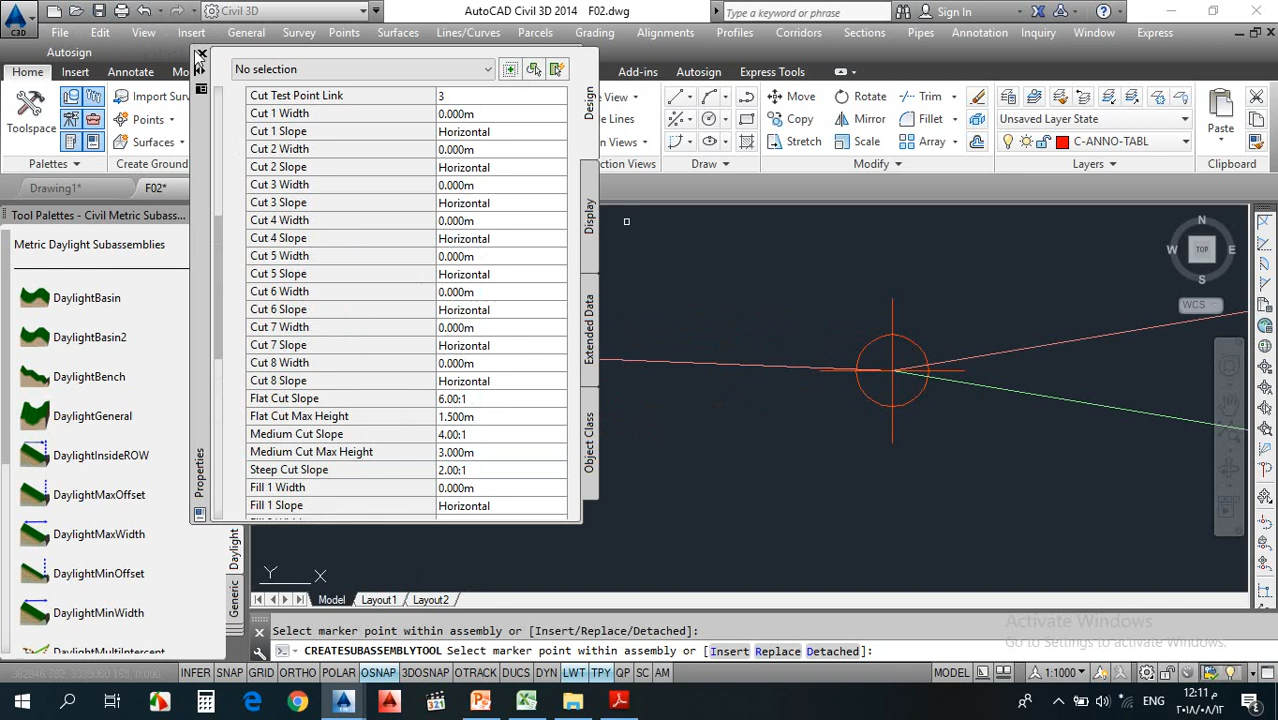 Civil 3D
AutoCAD Civil 3D 2014 F02.dwg
Type a keyword or phrase
Sign In
File Edit View Insert General Survey Points Surfaces Lines/Curves Parcels Grading Alignments Profiles Corridors Sections Pipes Annotation Inquiry Window Express
Autosign
Home Insert Annotate Mo Add-ins Express Tools
Toolspace
Import Surv
Points
Surfaces
Palettes
Create Ground
Move Rotate Trim
Copy Mirror Fillet
Stretch Scale Array
Draw
Modify
Unsaved Layer State
C-ANNO-TABL
Layers
Paste
Drawing1*
F02*
Tool Palettes - Civil Metric Subass...
Metric Daylight Subassemblies
DaylightBasin
DaylightBasin2
DaylightBench
DaylightGeneral
DaylightInsideROW
DaylightMaxOffset
DaylightMaxWidth
DaylightMinOffset
DaylightMinWidth
DaylightMultiIntercept
Daylight
Generic
No selection
Cut Test Point Link 3
Cut 1 Width 0.000m
Cut 1 Slope Horizontal
Cut 2 Width 0.000m
Cut 2 Slope Horizontal
Cut 3 Width 0.000m
Cut 3 Slope Horizontal
Cut 4 Width 0.000m
Cut 4 Slope Horizontal
Cut 5 Width 0.000m
Cut 5 Slope Horizontal
Cut 6 Width 0.000m
Cut 6 Slope Horizontal
Cut 7 Width 0.000m
Cut 7 Slope Horizontal
Cut 8 Width 0.000m
Cut 8 Slope Horizontal
Flat Cut Slope 6.00:1
Flat Cut Max Height 1.500m
Medium Cut Slope 4.00:1
Medium Cut Max Height 3.000m
Steep Cut Slope 2.00:1
Fill 1 Width 0.000m
Fill 1 Slope Horizontal
Properties
Design
Display
Extended Data
Object Class
ction Views
N
W TOP E
S
WCS
Y
X
Model Layout1 Layout2
Select marker point within assembly or [Insert/Replace/Detached]:
CREATESUBASSEMBLYTOOL Select marker point within assembly or [Insert Replace Detached]:
Activate Windows
Go to Settings to activate Windows.
INFER SNAP GRID ORTHO POLAR OSNAP 3DOSNAP OTRACK DUCS DYN LWT TPY QP SC AM
MODEL
1:1000
12:11 م
٢٠١٨/٠٨/١٢
ENG